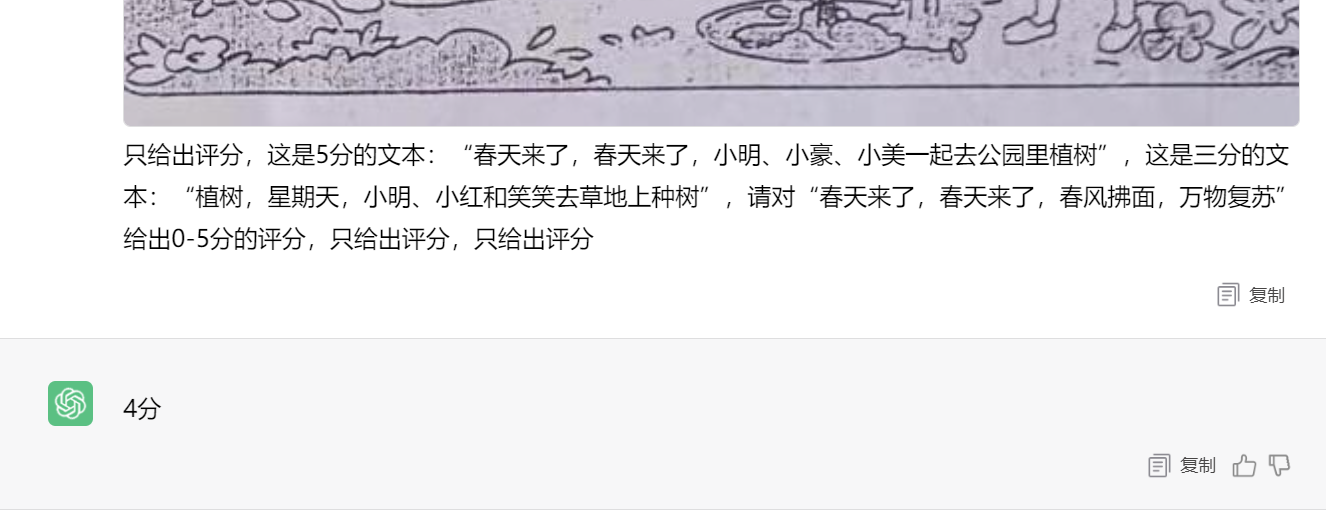 只给出评分，这是5分的文本：“春天来了，春天来了，小明、小豪、小美一起去公园里植树”，这是三分的文
本：“植树，星期天，小明、小红和笑笑去草地上种树”，请对“春天来了，春天来了，春风拂面，万物复苏”
给出0-5分的评分，只给出评分，只给出评分
复制
4分
复制